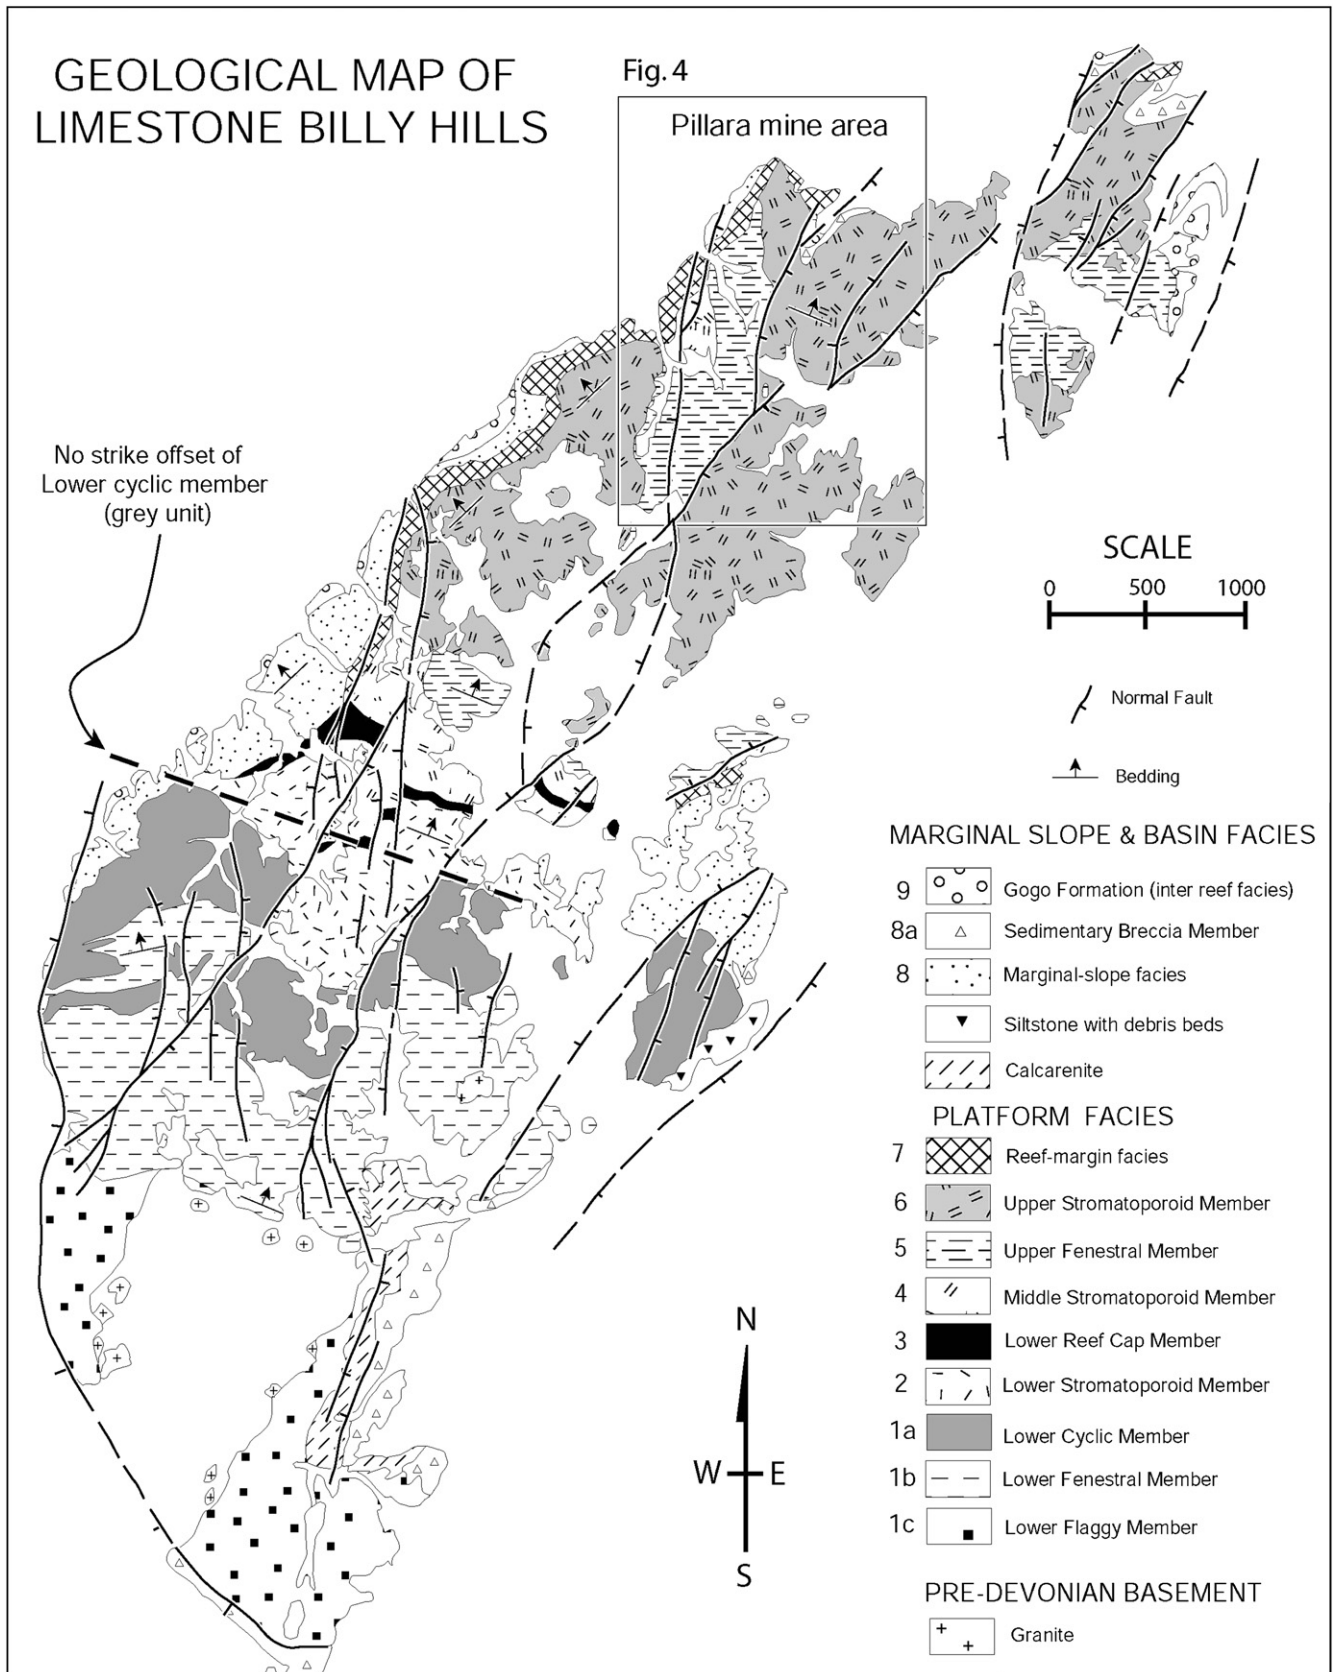 GEOLOGICAL MAP OF
LIMESTONE BILLY HILLS
Fig. 4
Pillara mine area
No strike offset of
Lower cyclic member
(grey unit)
SCALE
0 500 1000
Normal Fault
Bedding
MARGINAL SLOPE & BASIN FACIES
9 Gogo Formation (inter reef facies)
8a Sedimentary Breccia Member
8 Marginal-slope facies
Siltstone with debris beds
Calcarenite
PLATFORM FACIES
7 Reef-margin facies
6 Upper Stromatoporoid Member
5 Upper Fenestral Member
4 Middle Stromatoporoid Member
3 Lower Reef Cap Member
2 Lower Stromatoporoid Member
1a Lower Cyclic Member
1b Lower Fenestral Member
1c Lower Flaggy Member
PRE-DEVONIAN BASEMENT
Granite
N
W E
S